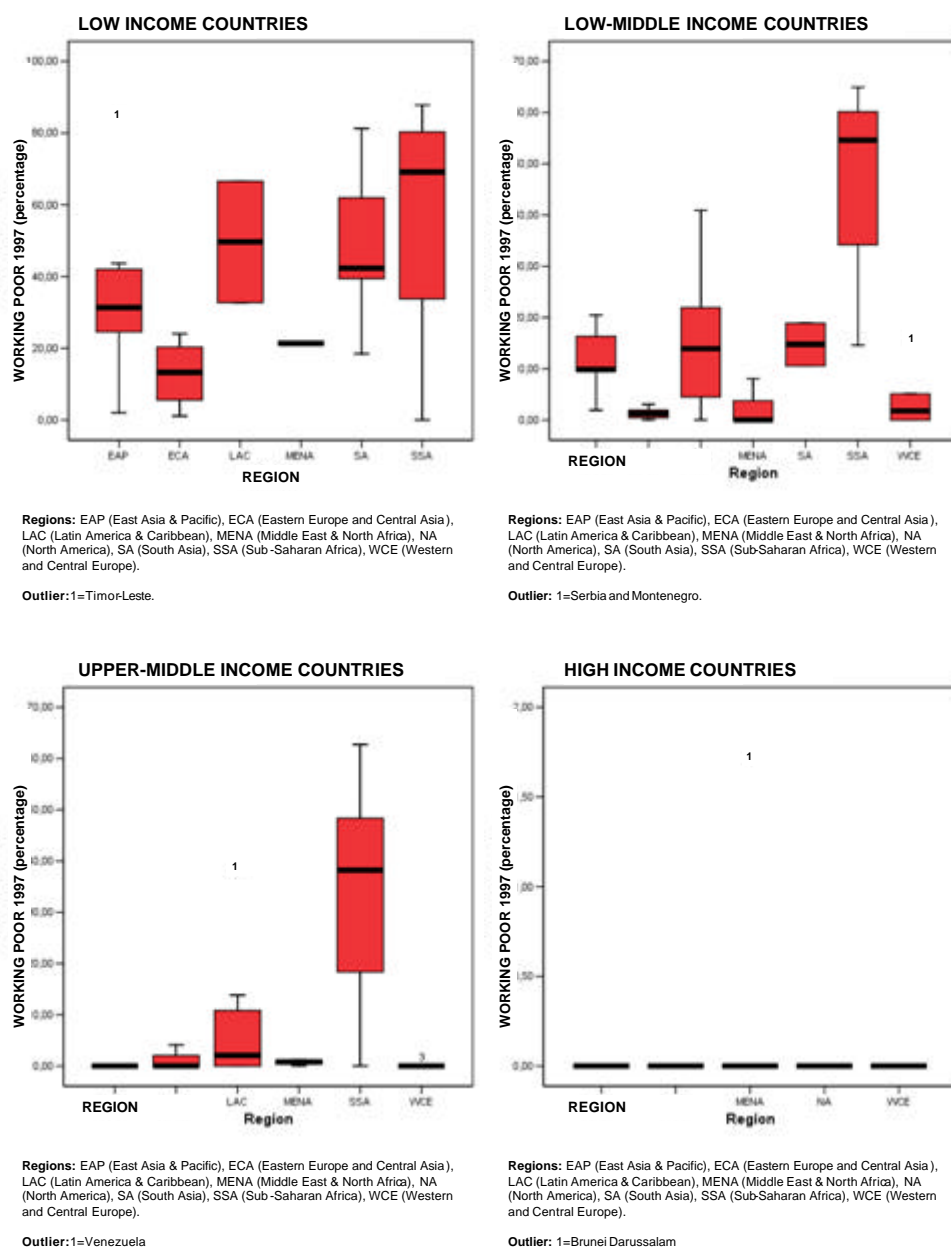 LOW INCOME COUNTRIES
100,00
80,00
60,00
40,00
20,00
0,00
WORKING POOR 1997 (percentage)
1
EAP ECA LAC MENA SA SSA
REGION
Regions: EAP (East Asia & Pacific), ECA (Eastern Europe and Central Asia),
LAC (Latin America & Caribbean), MENA (Middle East & North Africa), NA
(North America), SA (South Asia), SSA (Sub-Saharan Africa), WCE (Western
and Central Europe).
Outlier:1=Timor-Leste.
LOW-MIDDLE INCOME COUNTRIES
70,00
0,00
WORKING POOR 1997 (percentage)
1
REGION MENA SA SSA WCE
Region
Regions: EAP (East Asia & Pacific), ECA (Eastern Europe and Central Asia),
LAC (Latin America & Caribbean), MENA (Middle East & North Africa), NA
(North America), SA (South Asia), SSA (Sub-Saharan Africa), WCE (Western
and Central Europe).
Outlier: 1=Serbia and Montenegro.
UPPER-MIDDLE INCOME COUNTRIES
70,00
0,00
WORKING POOR 1997 (percentage)
1
3
REGION LAC MENA SSA WCE
Region
Regions: EAP (East Asia & Pacific), ECA (Eastern Europe and Central Asia),
LAC (Latin America & Caribbean), MENA (Middle East & North Africa), NA
(North America), SA (South Asia), SSA (Sub-Saharan Africa), WCE (Western
and Central Europe).
Outlier:1=Venezuela
HIGH INCOME COUNTRIES
0,00
WORKING POOR 1997 (percentage)
1
REGION MENA NA WCE
Region
Regions: EAP (East Asia & Pacific), ECA (Eastern Europe and Central Asia),
LAC (Latin America & Caribbean), MENA (Middle East & North Africa), NA
(North America), SA (South Asia), SSA (Sub-Saharan Africa), WCE (Western
and Central Europe).
Outlier: 1=Brunei Darussalam